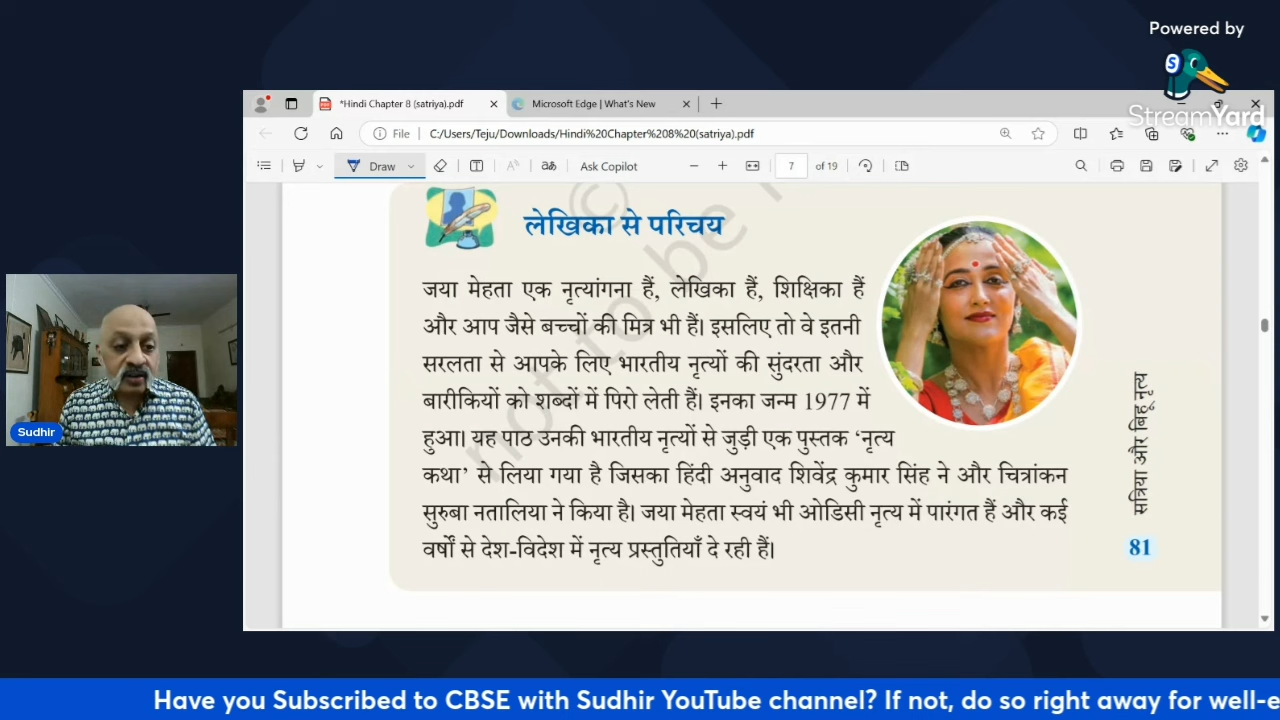 Powered by
StreamYard
*Hindi Chapter 8 (satriya).pdf
Microsoft Edge | What's New
File
C:/Users/Teju/Downloads/Hindi%20Chapter%208%20(satriya).pdf
Draw
Ask Copilot
7
of 19
लेखिका से परिचय
जया मेहता एक नृत्यांगना हैं, लेखिका हैं, शिक्षिका हैं
और आप जैसे बच्चों की मित्र भी हैं। इसलिए तो वे इतनी
सरलता से आपके लिए भारतीय नृत्यों की सुंदरता और
बारीकियों को शब्दों में पिरो लेती हैं। इनका जन्म 1977 में
हुआ। यह पाठ उनकी भारतीय नृत्यों से जुड़ी एक पुस्तक ‘नृत्य
कथा’ से लिया गया है जिसका हिंदी अनुवाद शिवेंद्र कुमार सिंह ने और चित्रांकन
सुरुबा नतालिया ने किया है। जया मेहता स्वयं भी ओडिसी नृत्य में पारंगत हैं और कई
वर्षों से देश-विदेश में नृत्य प्रस्तुतियाँ दे रही हैं।
© not to be
सत्रिया और बिहू नृत्य
81
Sudhir
Have you Subscribed to CBSE with Sudhir YouTube channel? If not, do so right away for well-e